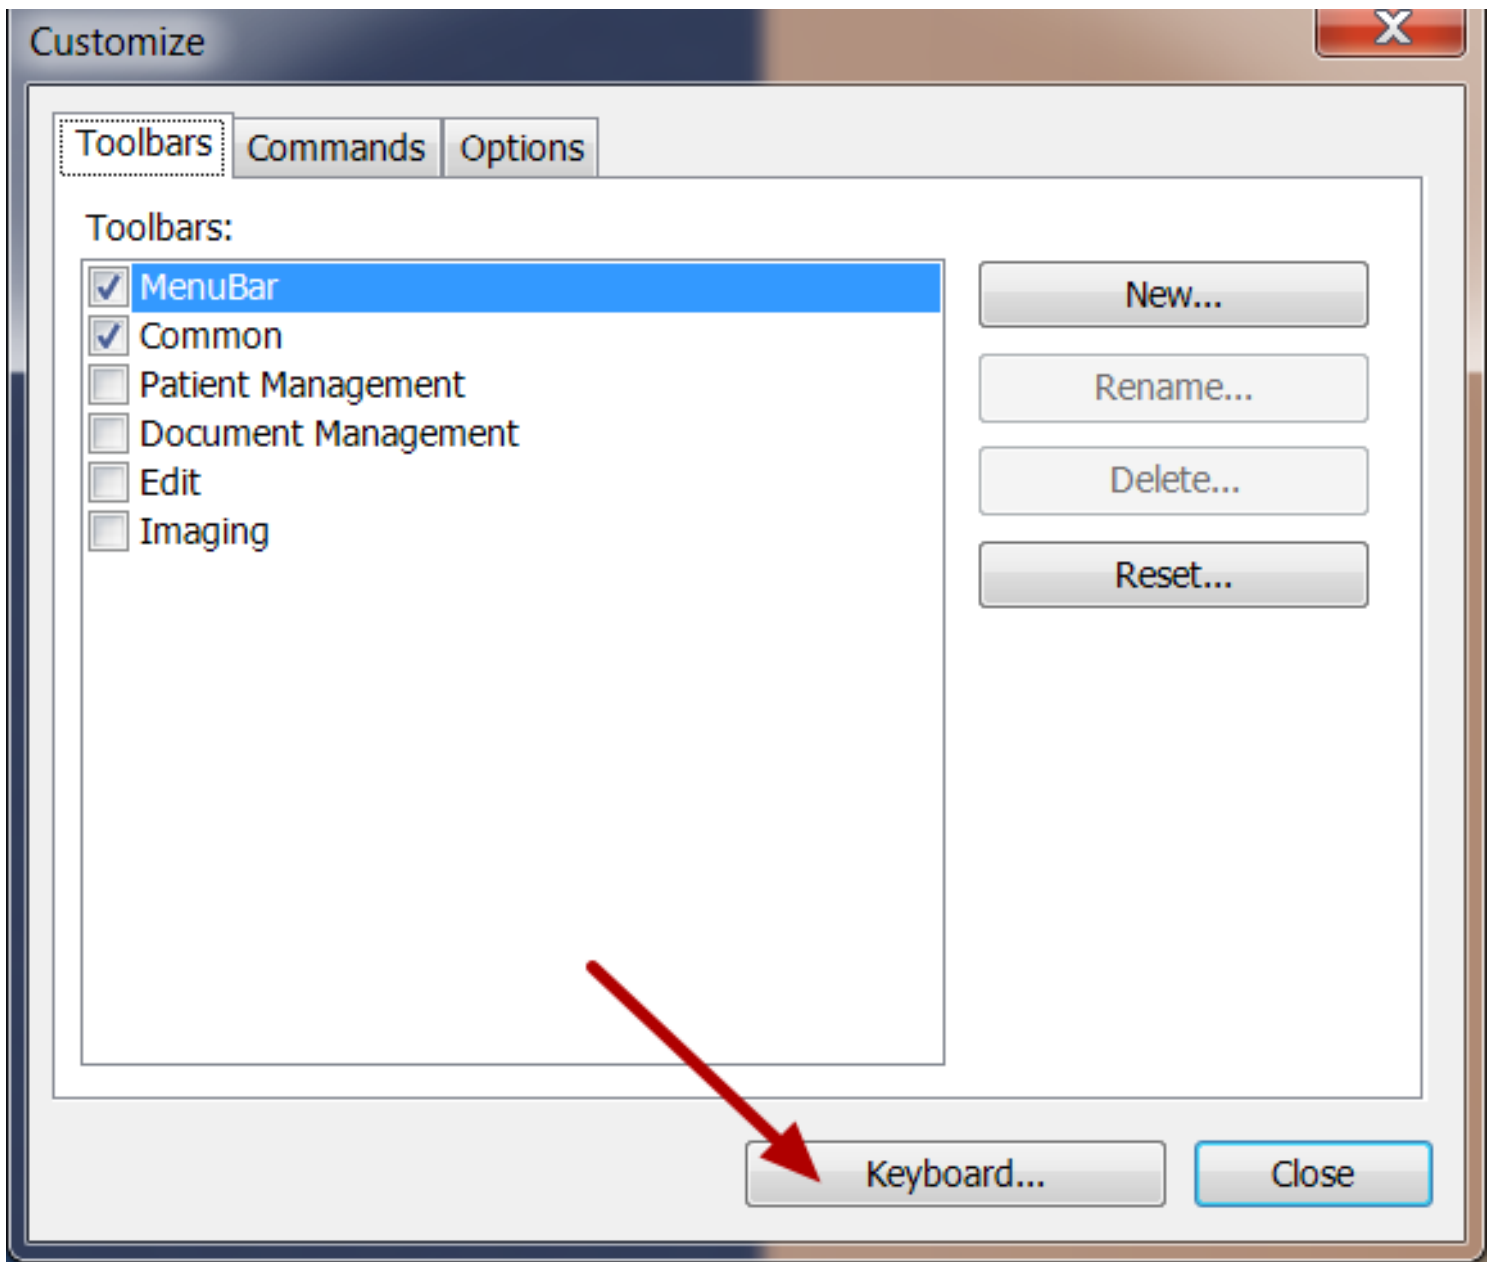 Customize
Toolbars Commands Options
Toolbars:
MenuBar
Common
Patient Management
Document Management
Edit
Imaging
New...
Rename...
Delete...
Reset...
Keyboard... Close